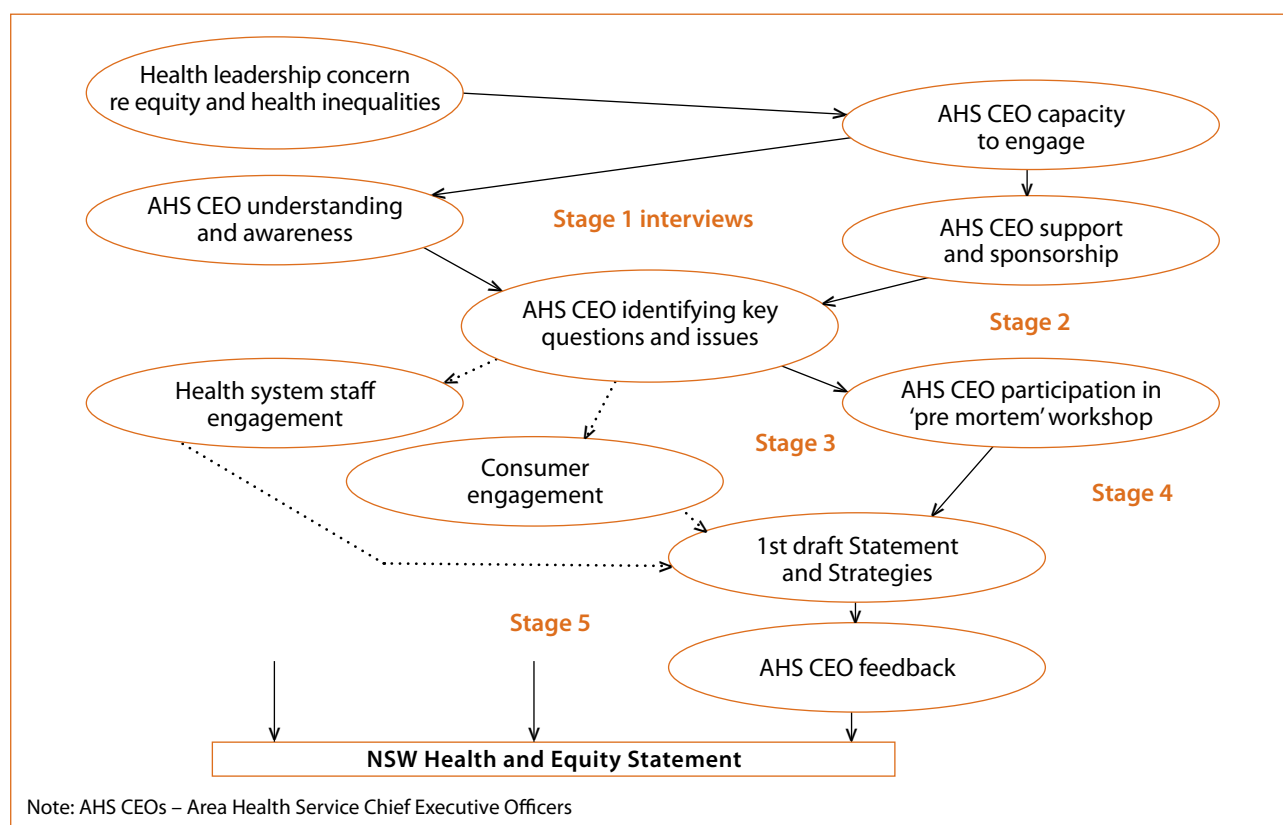 Health leadership concern
re equity and health inequalities
AHS CEO capacity
to engage
AHS CEO understanding
and awareness
Stage 1 interviews
AHS CEO support
and sponsorship
AHS CEO identifying key
questions and issues
Stage 2
Health system staff
engagement
AHS CEO participation in
‘pre mortem’ workshop
Stage 3
Consumer
engagement
Stage 4
1st draft Statement
and Strategies
Stage 5
AHS CEO feedback
NSW Health and Equity Statement
Note: AHS CEOs – Area Health Service Chief Executive Officers